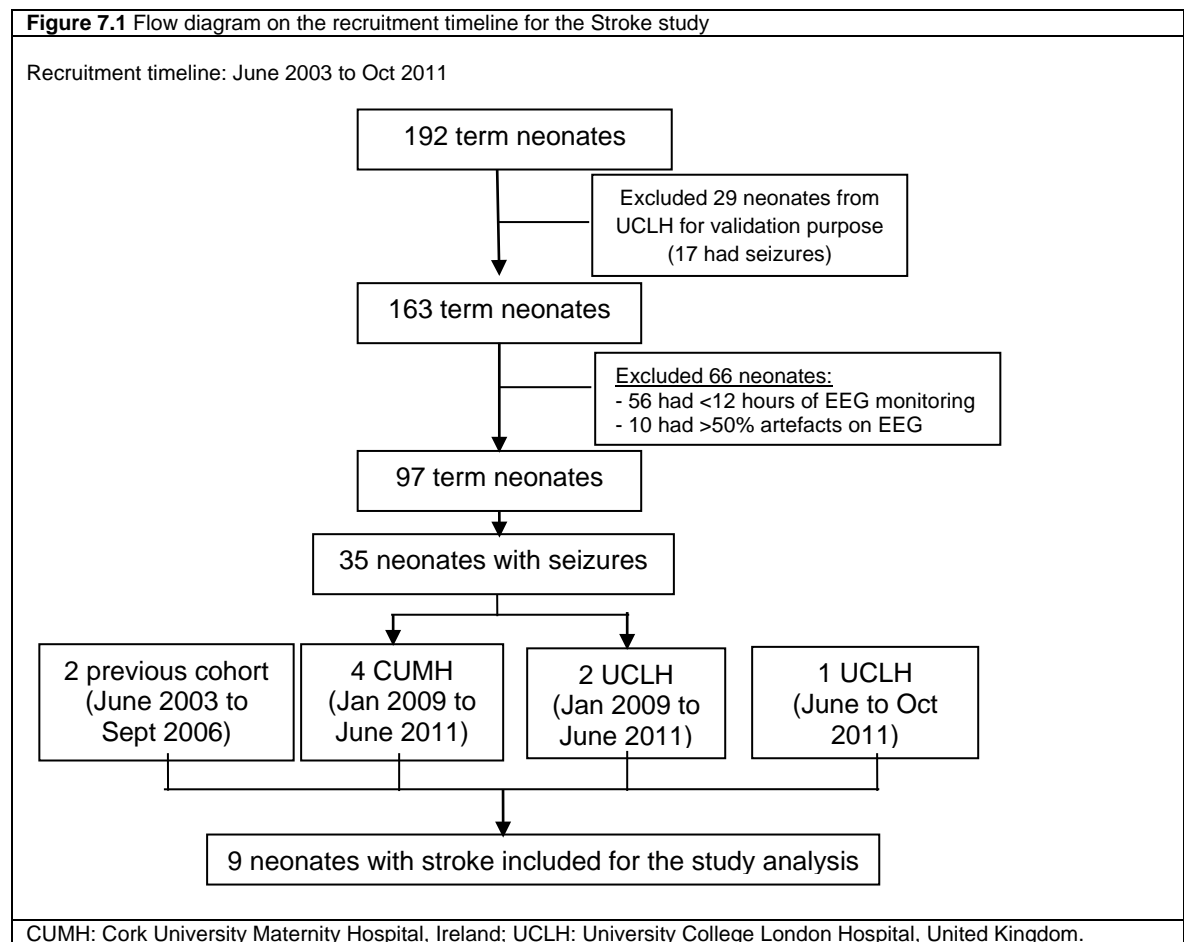 Figure 7.1 Flow diagram on the recruitment timeline for the Stroke study
Recruitment timeline: June 2003 to Oct 2011
192 term neonates
Excluded 29 neonates from
UCLH for validation purpose
(17 had seizures)
163 term neonates
Excluded 66 neonates:
- 56 had <12 hours of EEG monitoring
- 10 had >50% artefacts on EEG
97 term neonates
35 neonates with seizures
2 previous cohort
(June 2003 to
Sept 2006)
4 CUMH
(Jan 2009 to
June 2011)
2 UCLH
(Jan 2009 to
June 2011)
1 UCLH
(June to Oct
2011)
9 neonates with stroke included for the study analysis
CUMH: Cork University Maternity Hospital, Ireland; UCLH: University College London Hospital, United Kingdom.